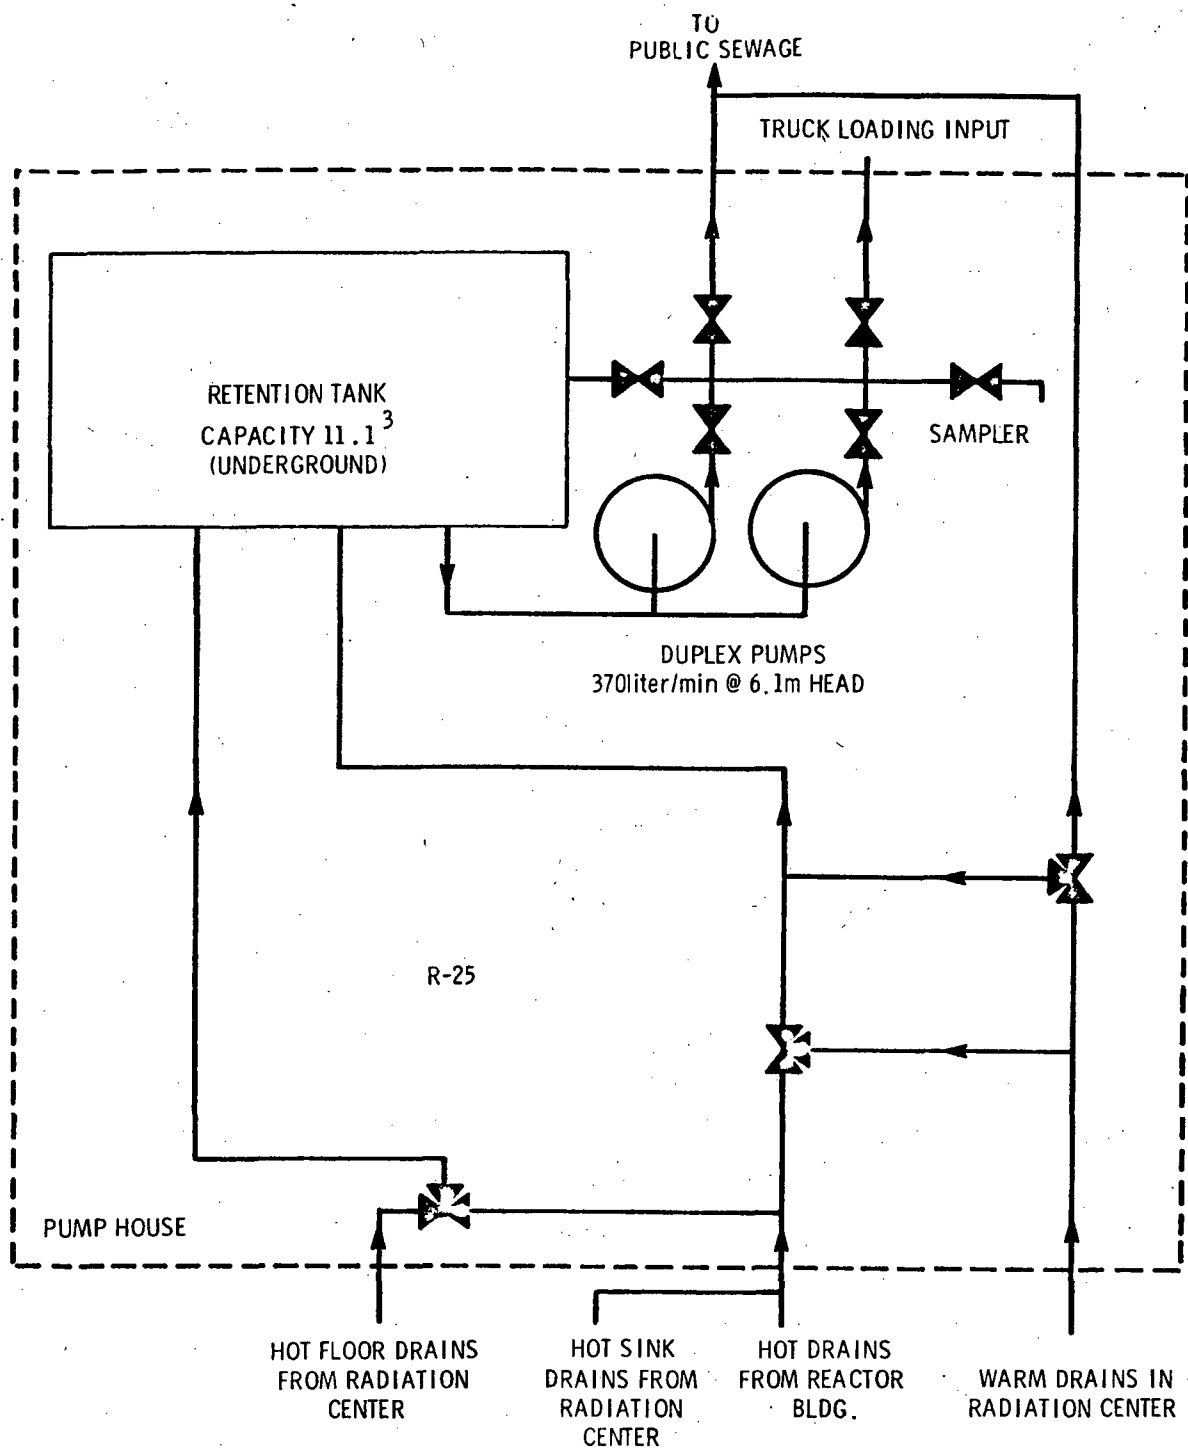 TO
PUBLIC SEWAGE
TRUCK LOADING INPUT
RETENTION TANK
CAPACITY 11.1³
(UNDERGROUND)
SAMPLER
DUPLEX PUMPS
370liter/min @ 6.1m HEAD
R-25
PUMP HOUSE
HOT FLOOR DRAINS
FROM RADIATION
CENTER
HOT SINK
DRAINS FROM
RADIATION
CENTER
HOT DRAINS
FROM REACTOR
BLDG.
WARM DRAINS IN
RADIATION CENTER